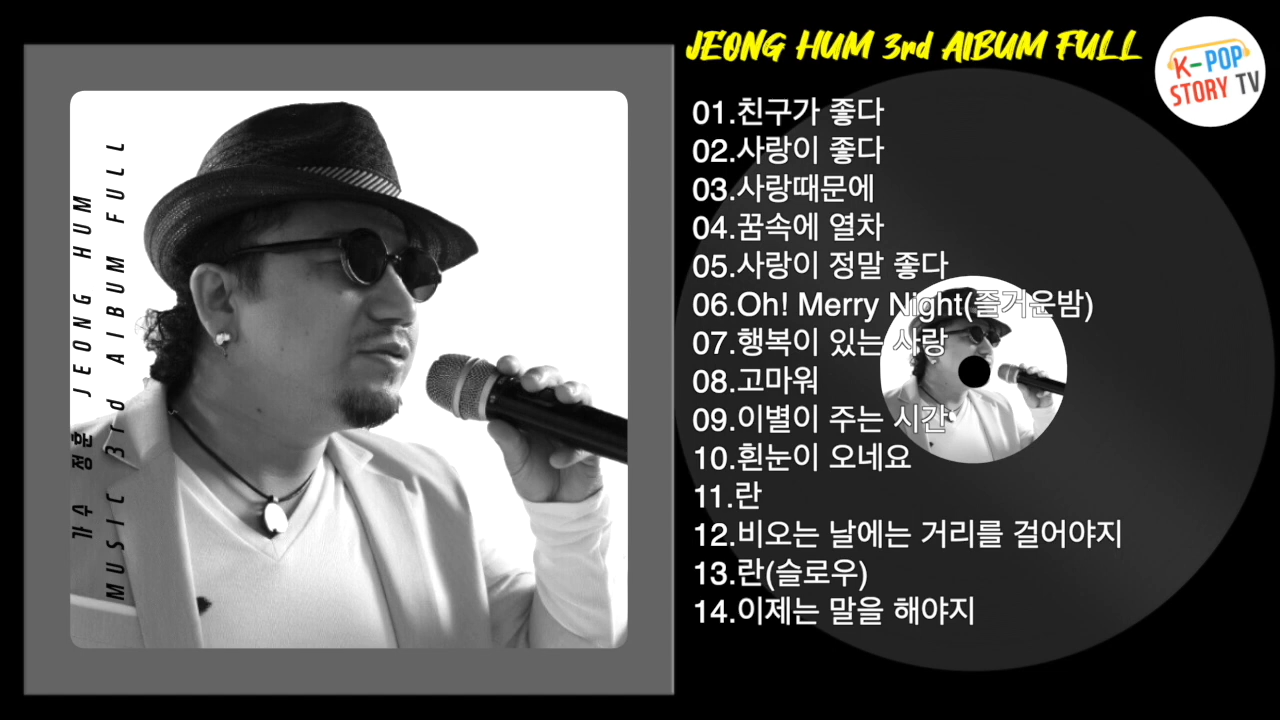 JEONG HUM 3rd AlBUM FULL
K-POP
STORY TV
가수 정훈 JEONG HUM
MUSIC 3rd AlBUM FULL
01.친구가 좋다
02.사랑이 좋다
03.사랑때문에
04.꿈속에 열차
05.사랑이 정말 좋다
06.Oh! Merry Night(즐거운밤)
07.행복이 있는 사랑
08.고마워
09.이별이 주는 시간
10.흰눈이 오네요
11.란
12.비오는 날에는 거리를 걸어야지
13.란(슬로우)
14.이제는 말을 해야지